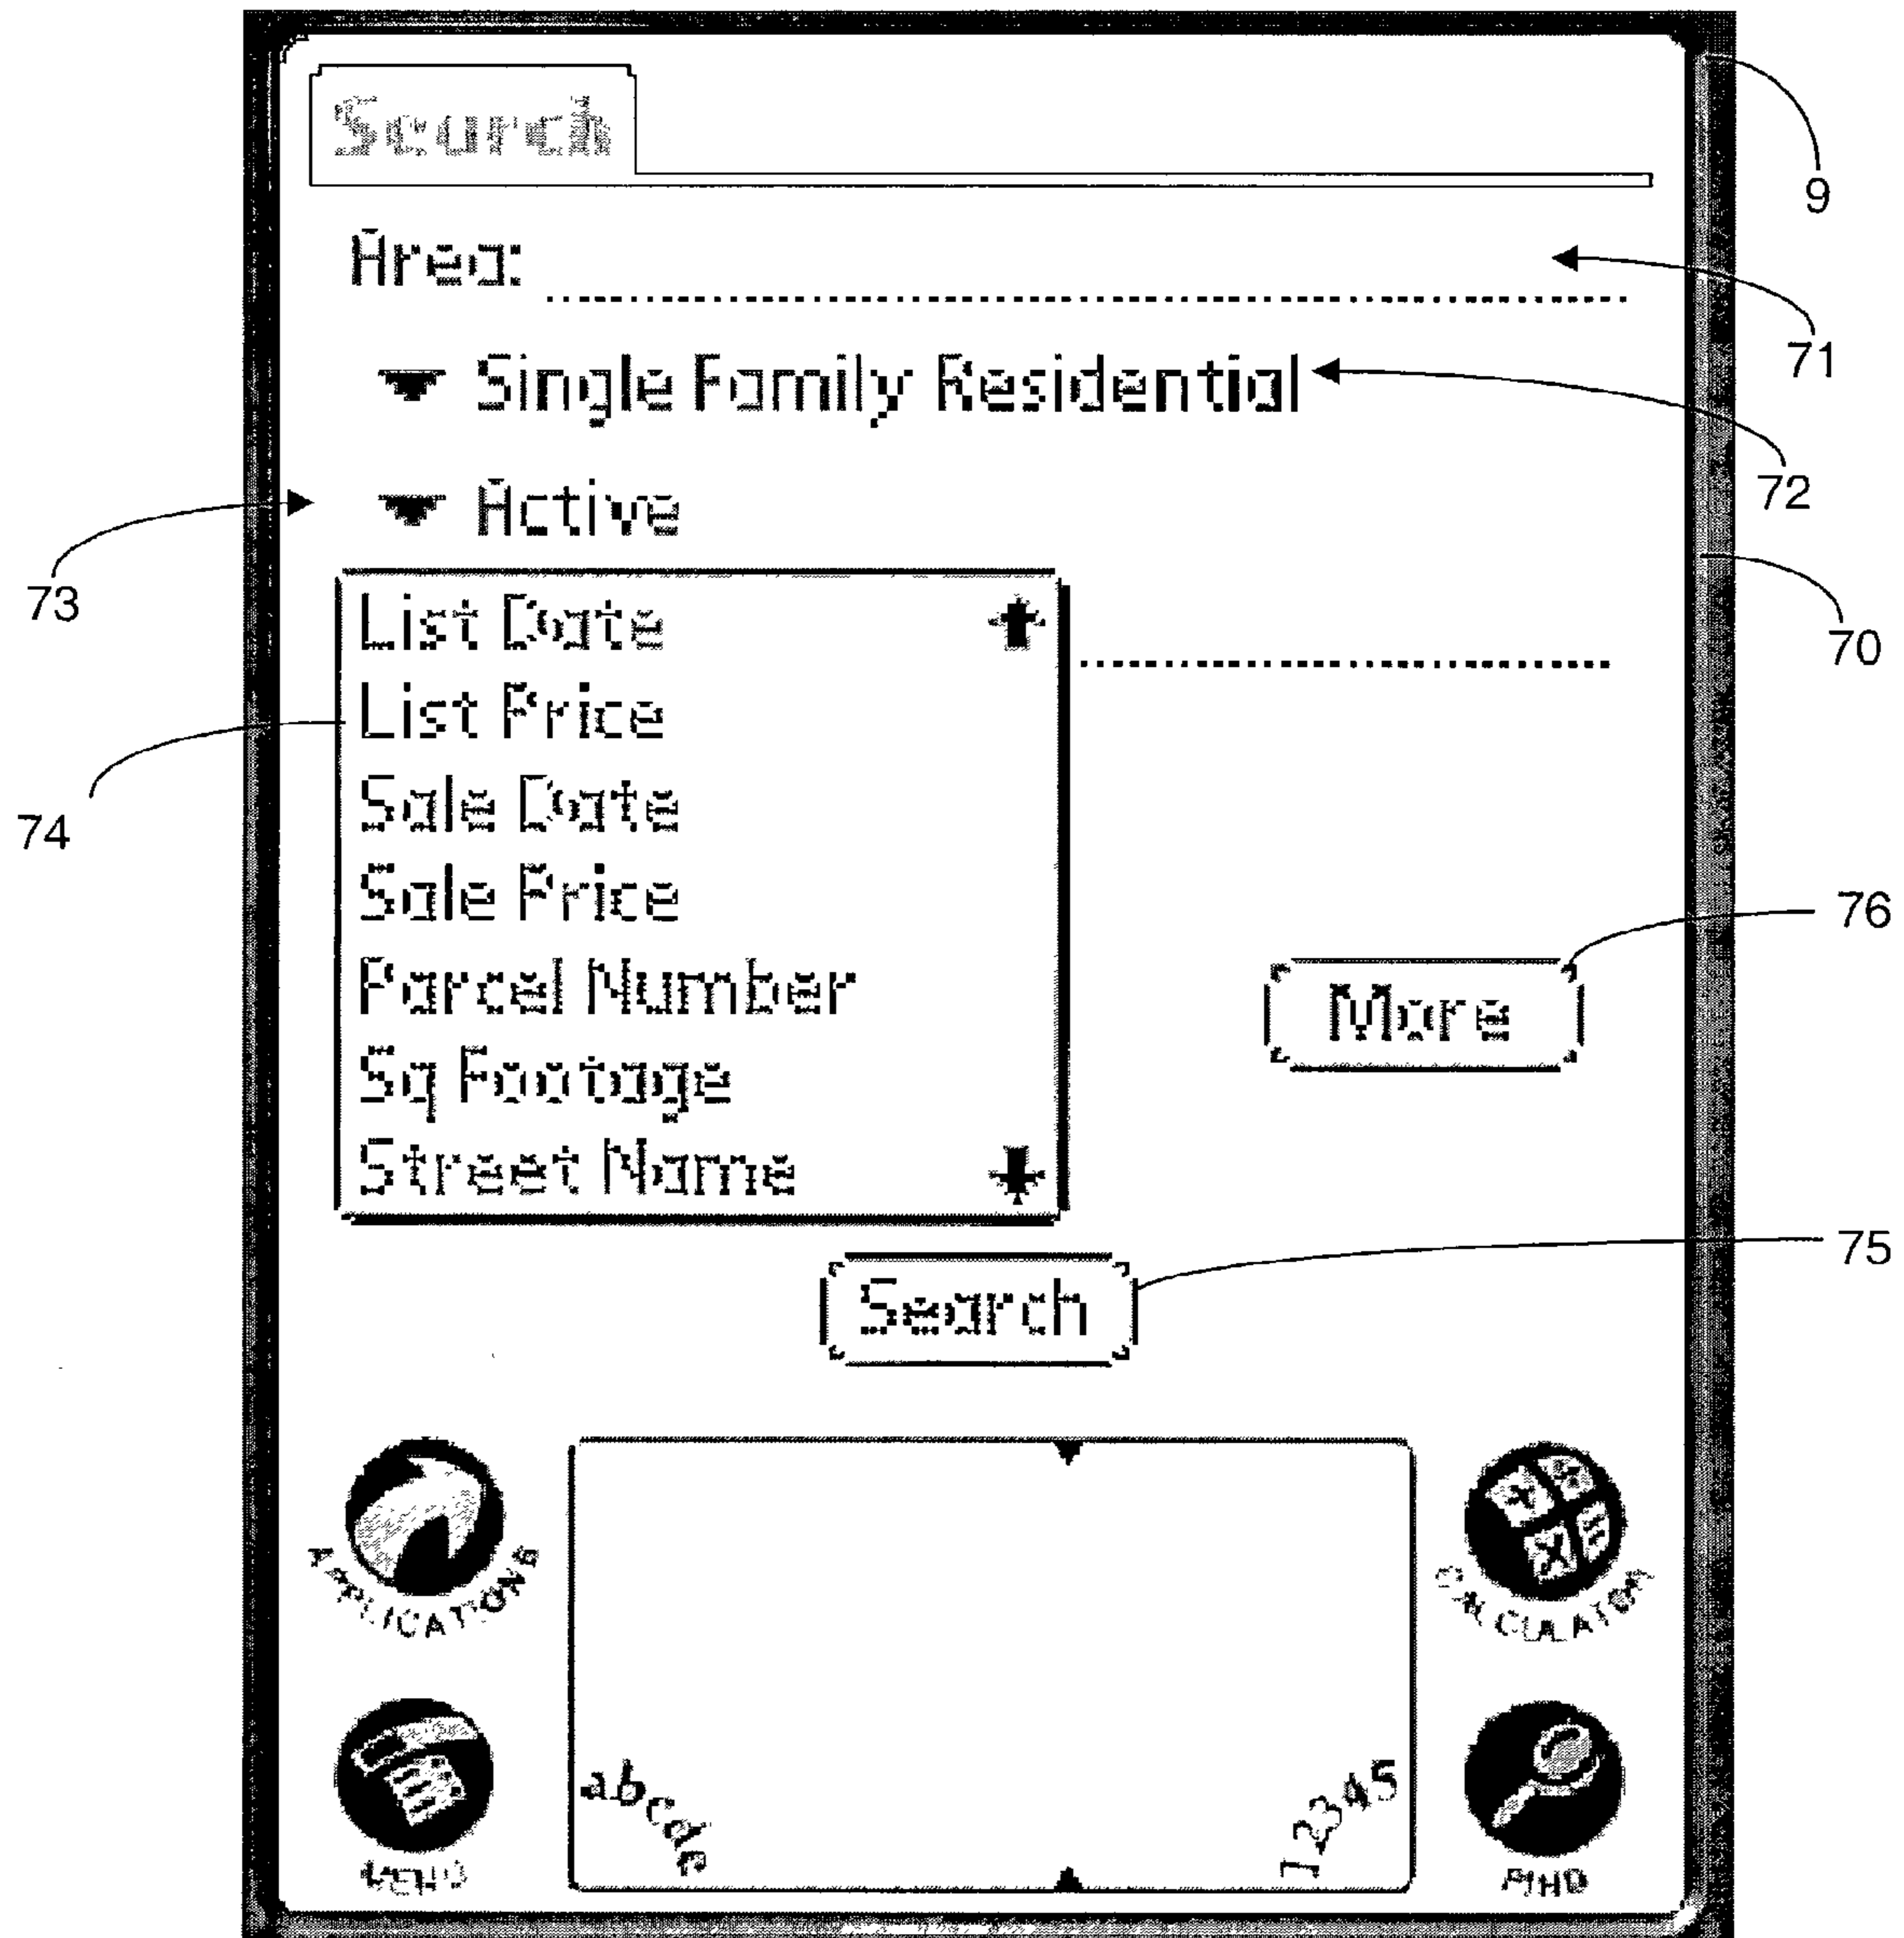 Search
9
Area:
71
Single Family Residential
72
Active
73
List Date
70
List Price
74
Sale Date
Sale Price
76
Parcel Number
More
Sq Footage
Street Name
75
Search
APPLICATIONS
CALCULATOR
abcde
12345
MENU
FIND